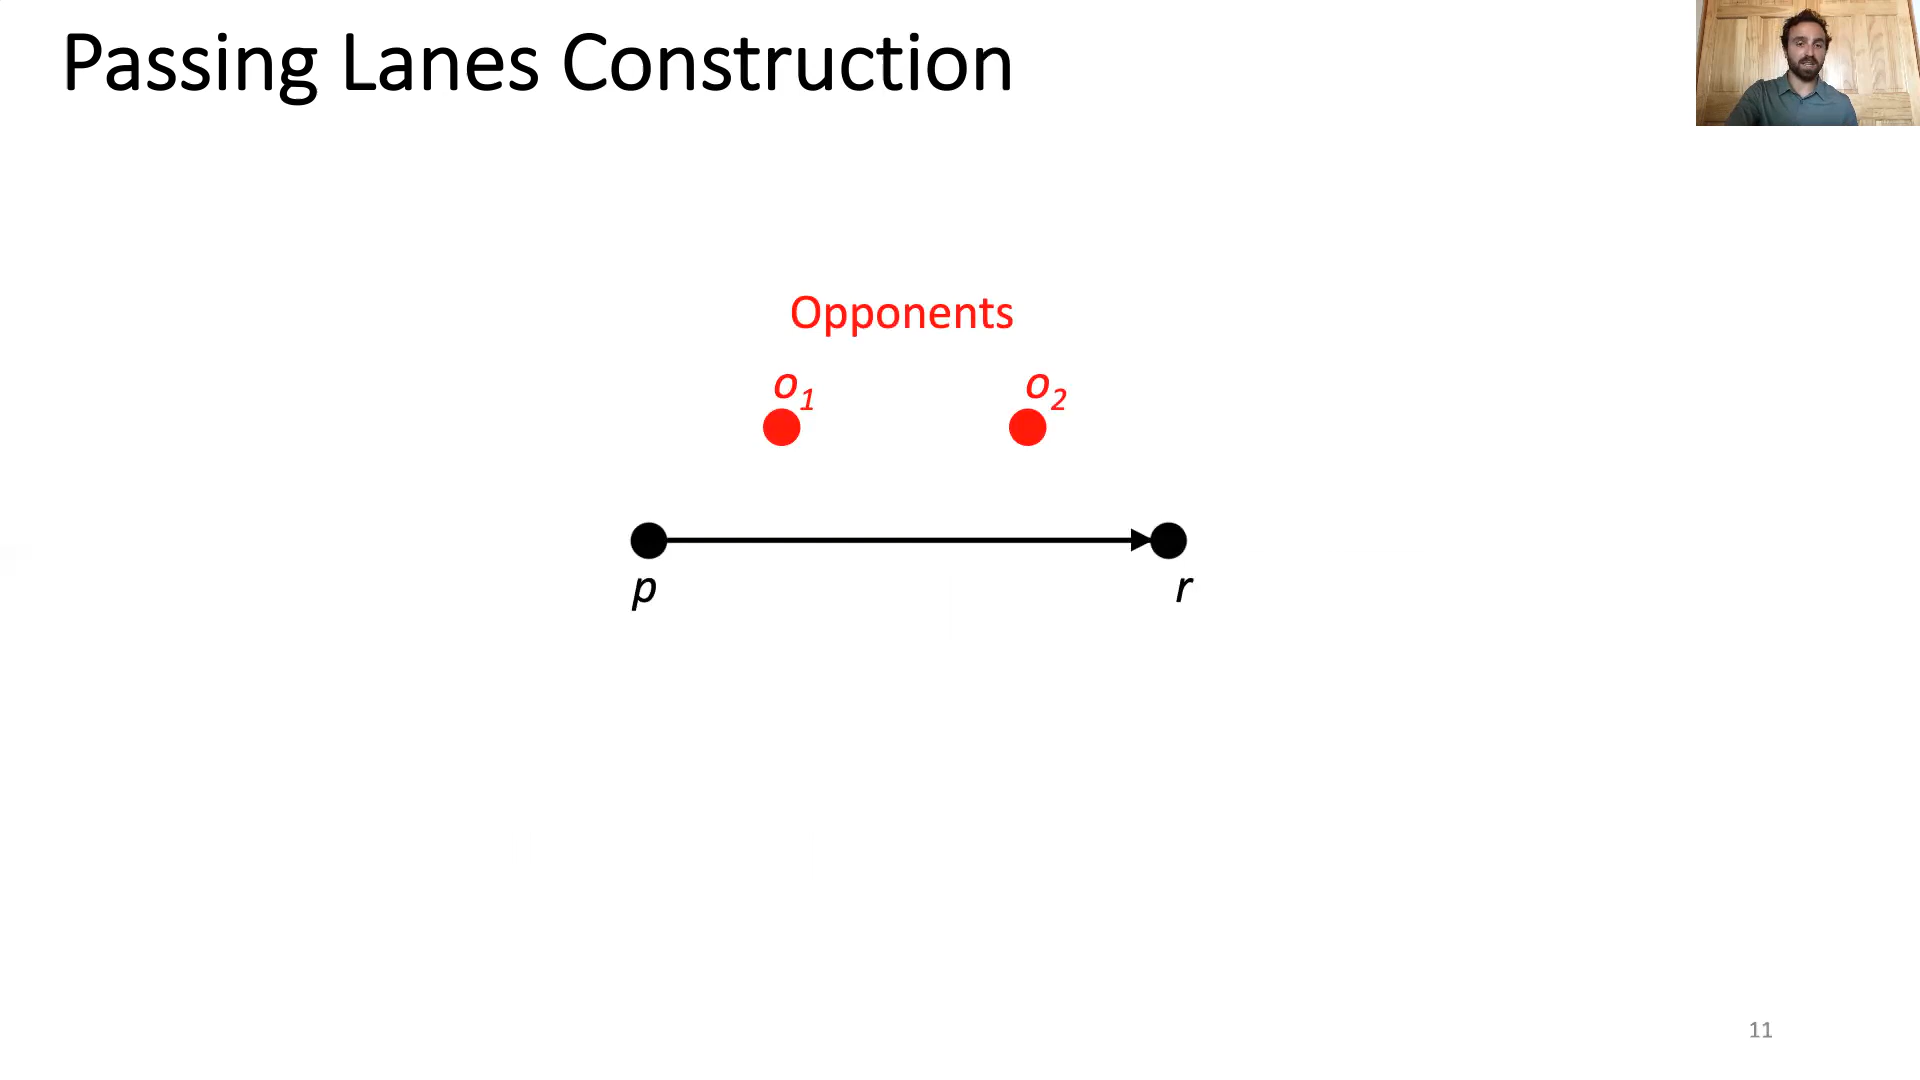 Passing Lanes Construction
Opponents
o1 o2
p r
11